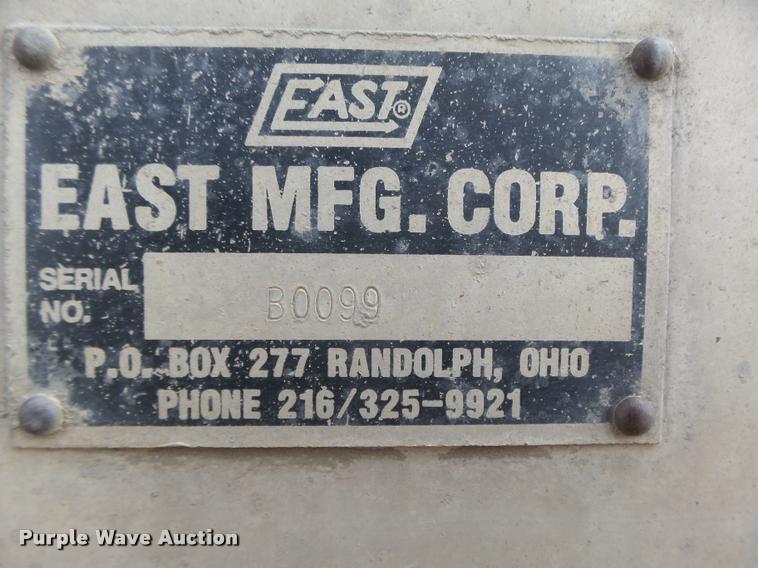 EAST®
EAST MFG. CORP.
SERIAL NO. B0099
P.O. BOX 277 RANDOLPH, OHIO
PHONE 216/325-9921
Purple Wave Auction